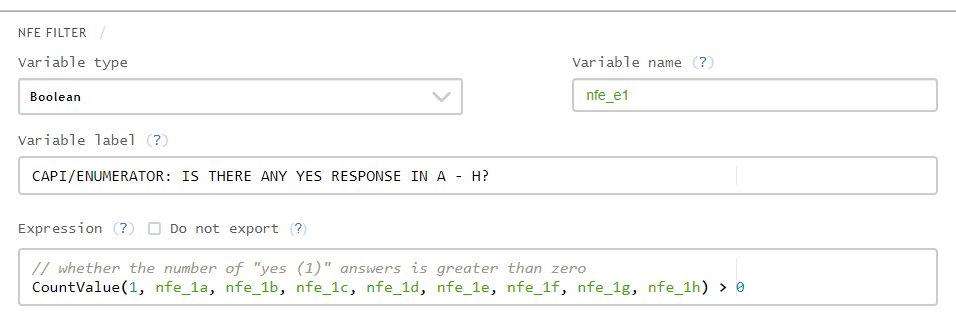 NFE FILTER /
Variable type
Variable name (?)
Boolean
nfe_e1
Variable label (?)
CAPI/ENUMERATOR: IS THERE ANY YES RESPONSE IN A - H?
Expression (?) Do not export (?)
// whether the number of "yes (1)" answers is greater than zero
CountValue(1, nfe_1a, nfe_1b, nfe_1c, nfe_1d, nfe_1e, nfe_1f, nfe_1g, nfe_1h) > 0